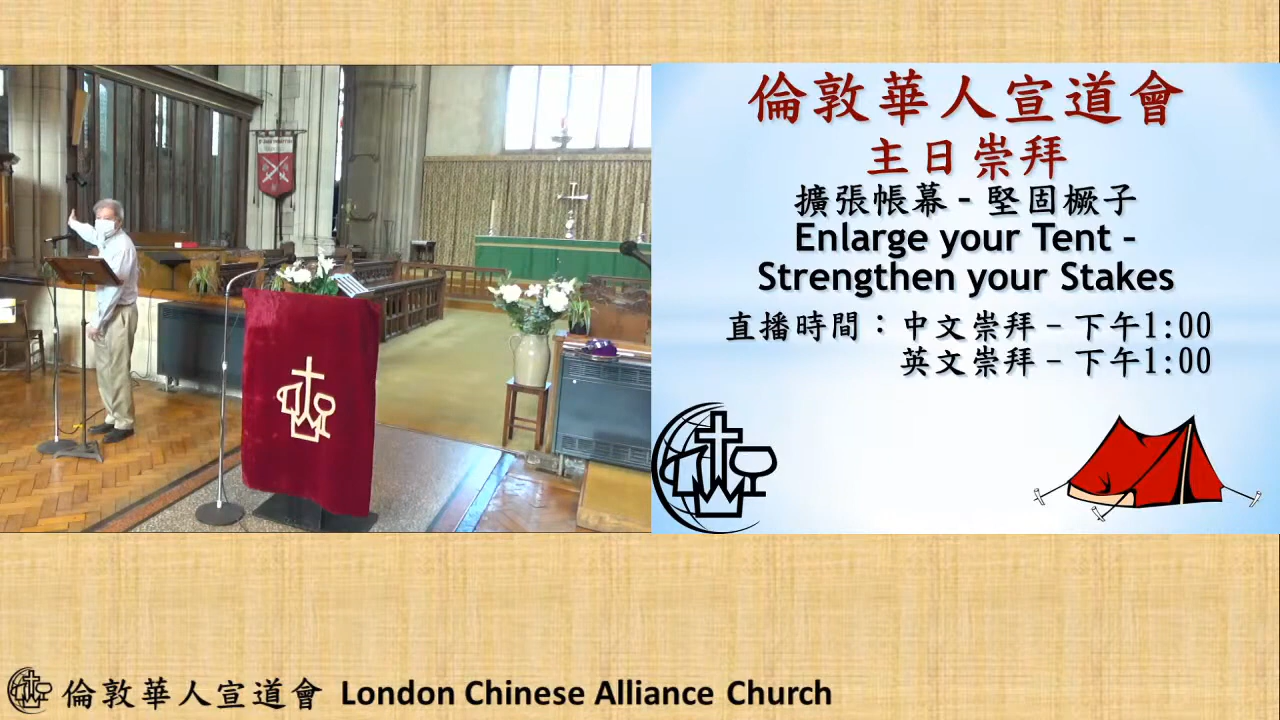 倫敦華人宣道會
主日崇拜
擴張帳幕 - 堅固橛子
Enlarge your Tent –
Strengthen your Stakes
直播時間：中文崇拜 – 下午1:00
英文崇拜 – 下午1:00
倫敦華人宣道會 London Chinese Alliance Church